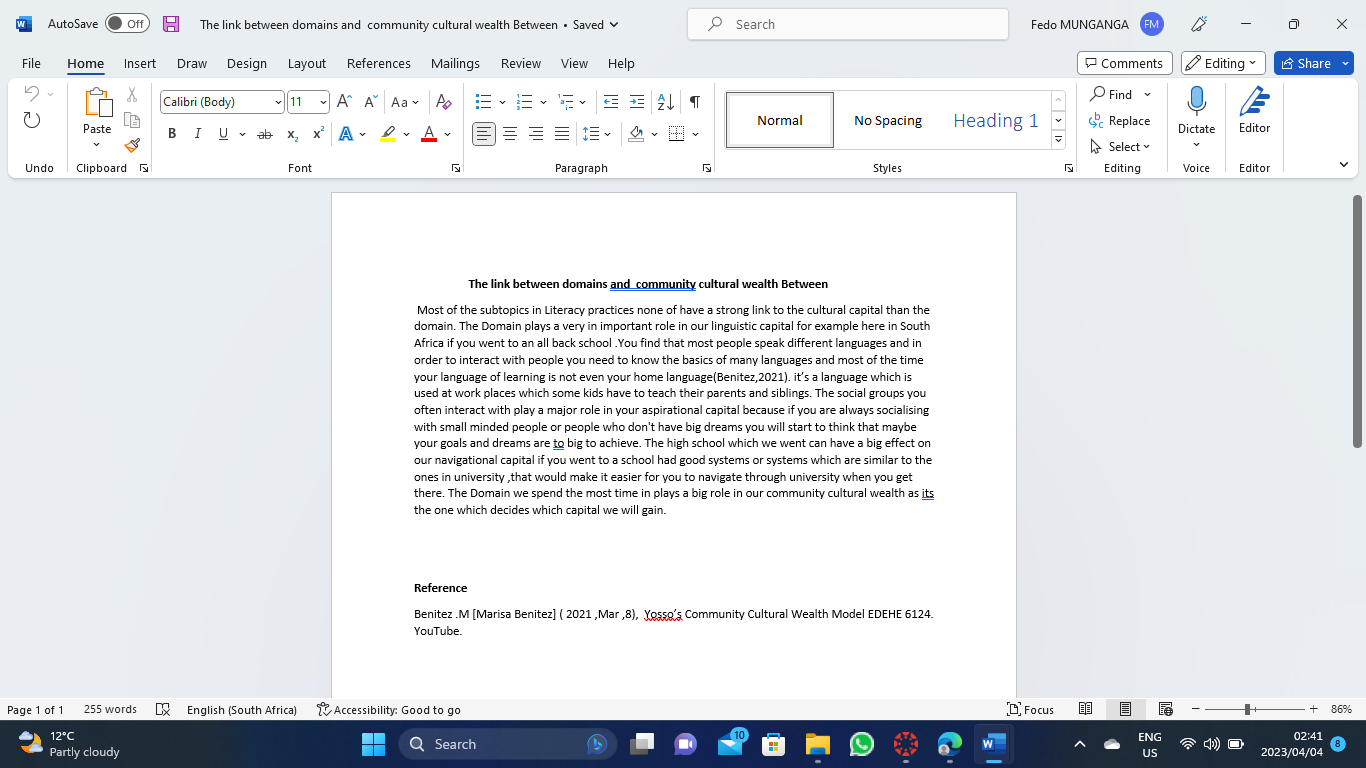 AutoSave Off The link between domains and  community cultural wealth Between • Saved Search Fedo MUNGANGA FM
File Home Insert Draw Design Layout References Mailings Review View Help Comments Editing Share
Calibri (Body) 11 Aa Find
Paste Normal No Spacing Heading 1 Replace Dictate Editor
B I U ab x₂ x² A A Select
Undo Clipboard Font Paragraph Styles Editing Voice Editor
The link between domains and  community cultural wealth Between
Most of the subtopics in Literacy practices none of have a strong link to the cultural capital than the
domain. The Domain plays a very in important role in our linguistic capital for example here in South
Africa if you went to an all back school .You find that most people speak different languages and in
order to interact with people you need to know the basics of many languages and most of the time
your language of learning is not even your home language(Benitez,2021). it’s a language which is
used at work places which some kids have to teach their parents and siblings. The social groups you
often interact with play a major role in your aspirational capital because if you are always socialising
with small minded people or people who don't have big dreams you will start to think that maybe
your goals and dreams are to big to achieve. The high school which we went can have a big effect on
our navigational capital if you went to a school had good systems or systems which are similar to the
ones in university ,that would make it easier for you to navigate through university when you get
there. The Domain we spend the most time in plays a big role in our community cultural wealth as its
the one which decides which capital we will gain.
Reference
Benitez .M [Marisa Benitez] ( 2021 ,Mar ,8),  Yosso’s Community Cultural Wealth Model EDEHE 6124.
YouTube.
Page 1 of 1 255 words English (South Africa) Accessibility: Good to go Focus 86%
12°C
Partly cloudy
Search
10
ENG
US
02:41
2023/04/04
8